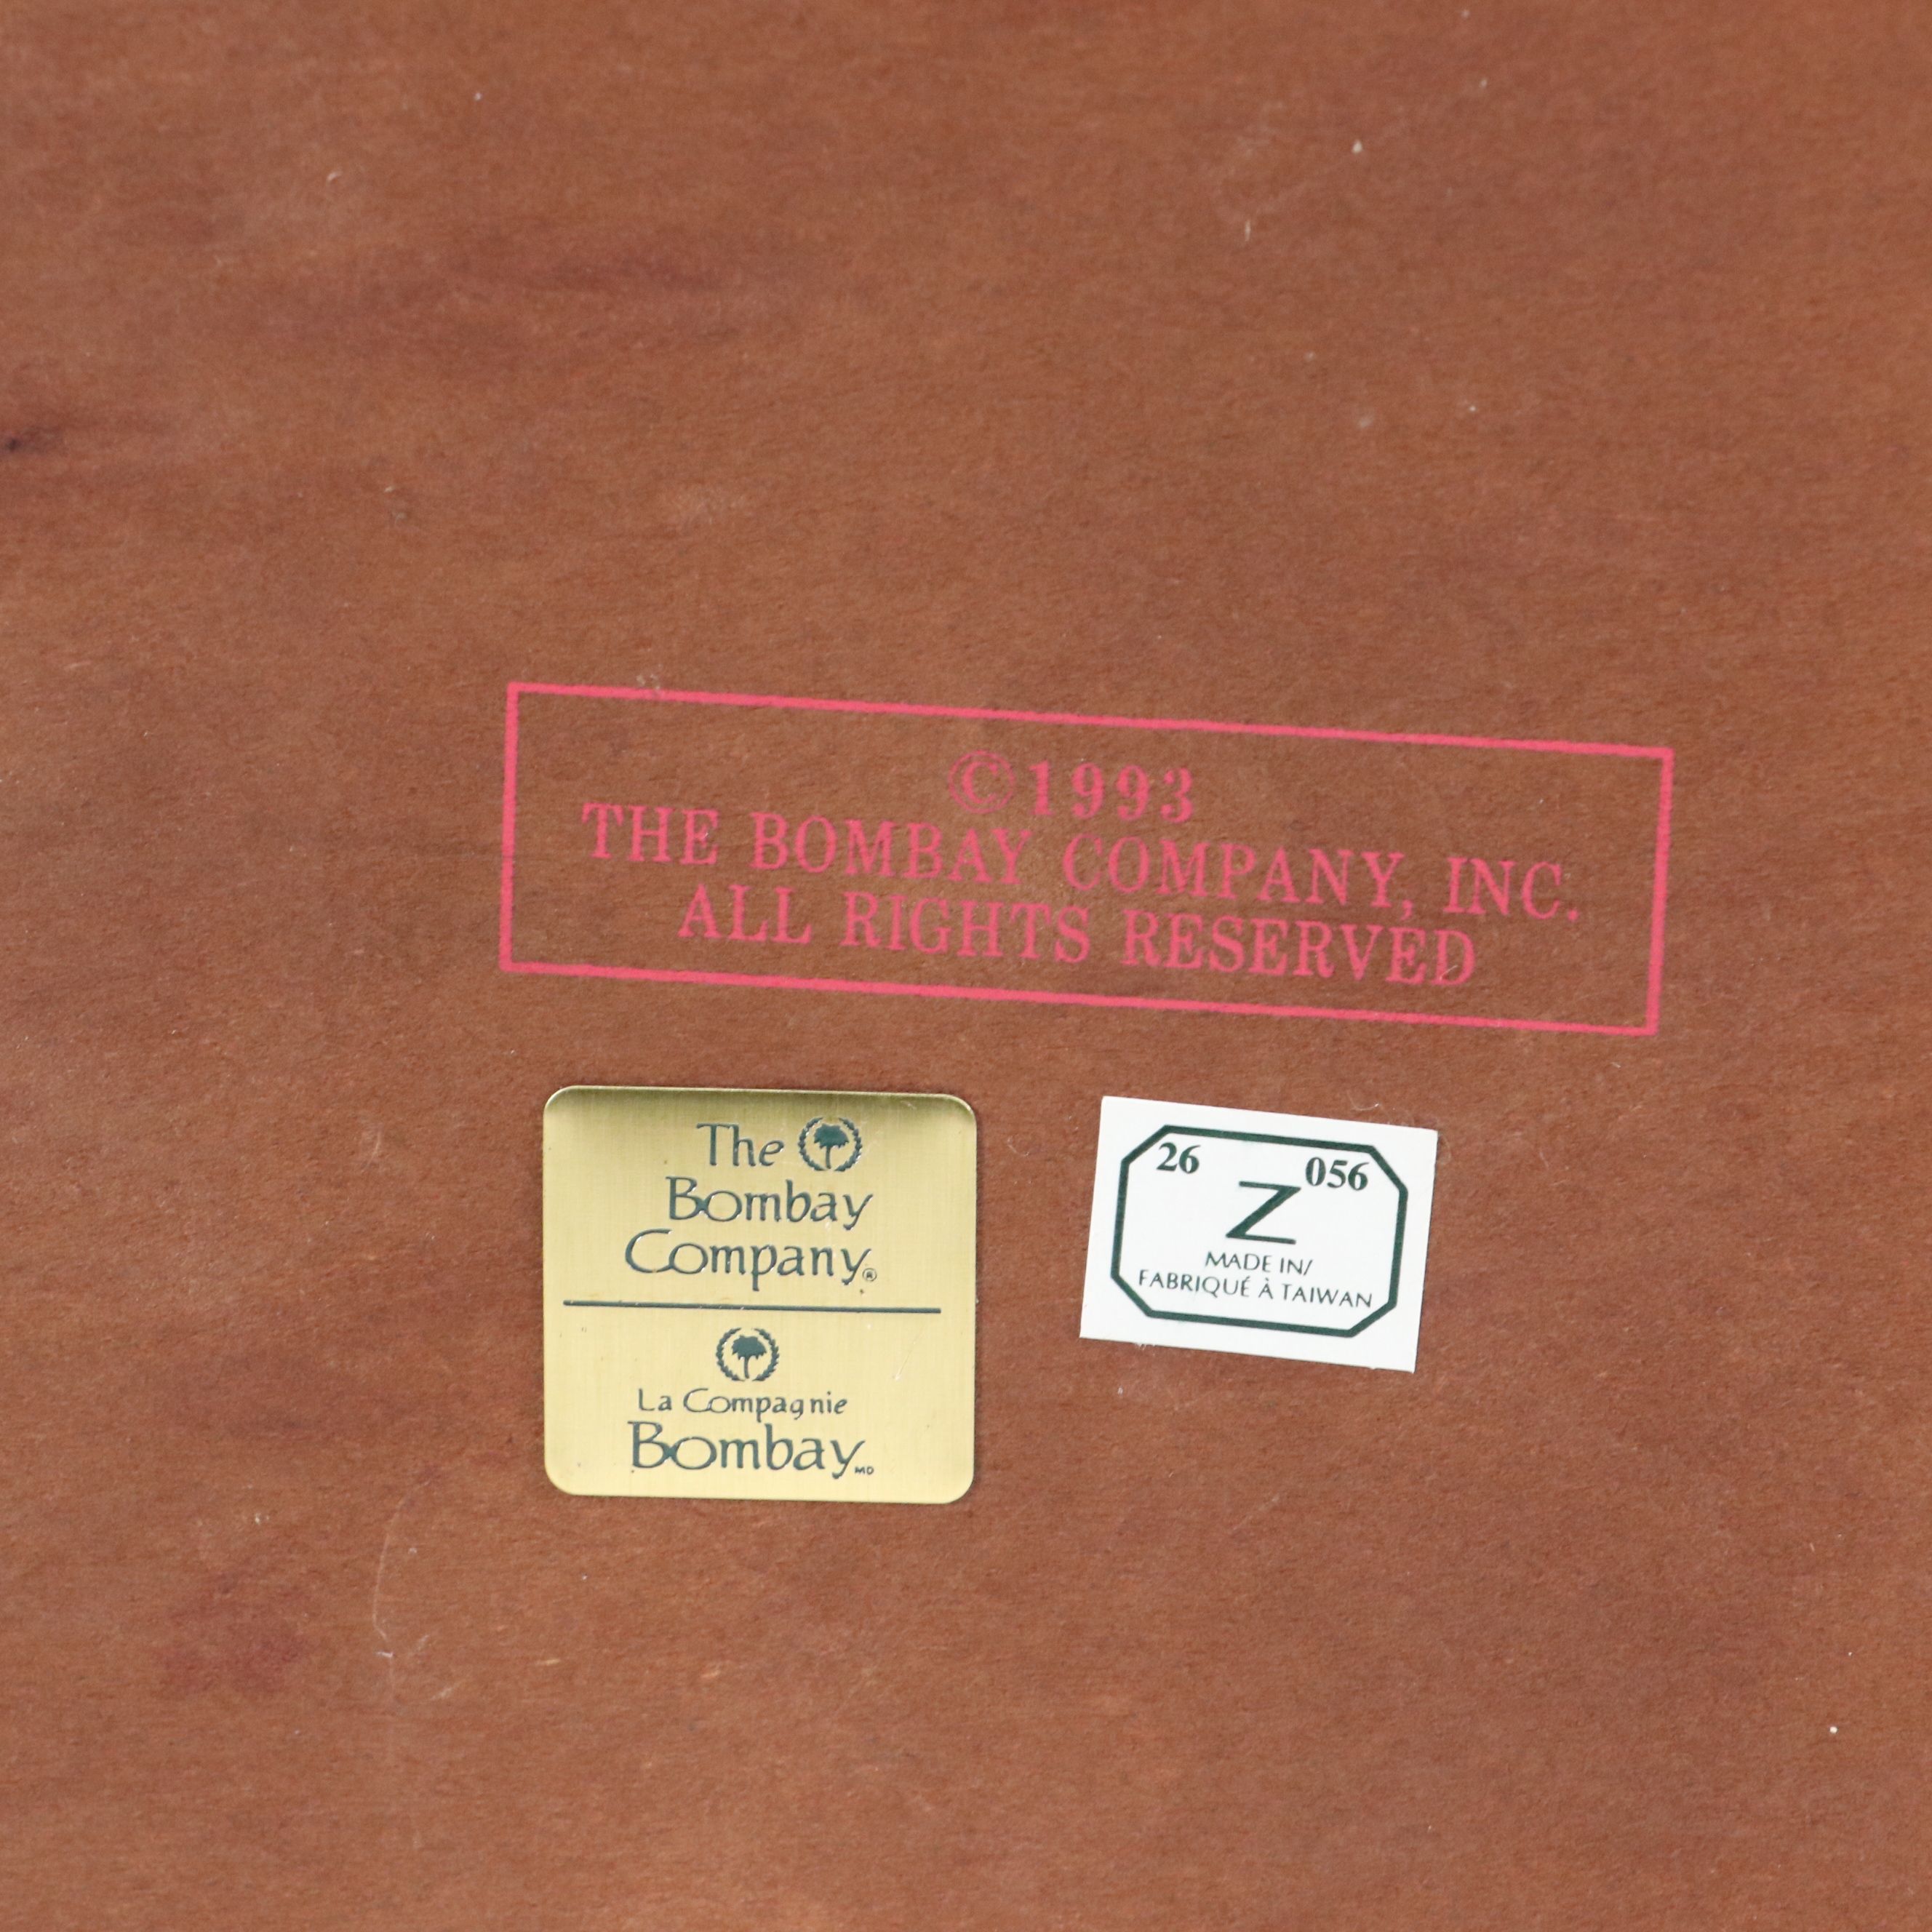 ©1993
THE BOMBAY COMPANY, INC.
ALL RIGHTS RESERVED
The
Bombay
Company®
La Compagnie
Bombay MD
26 056
Z
MADE IN/
FABRIQUÉ À TAIWAN